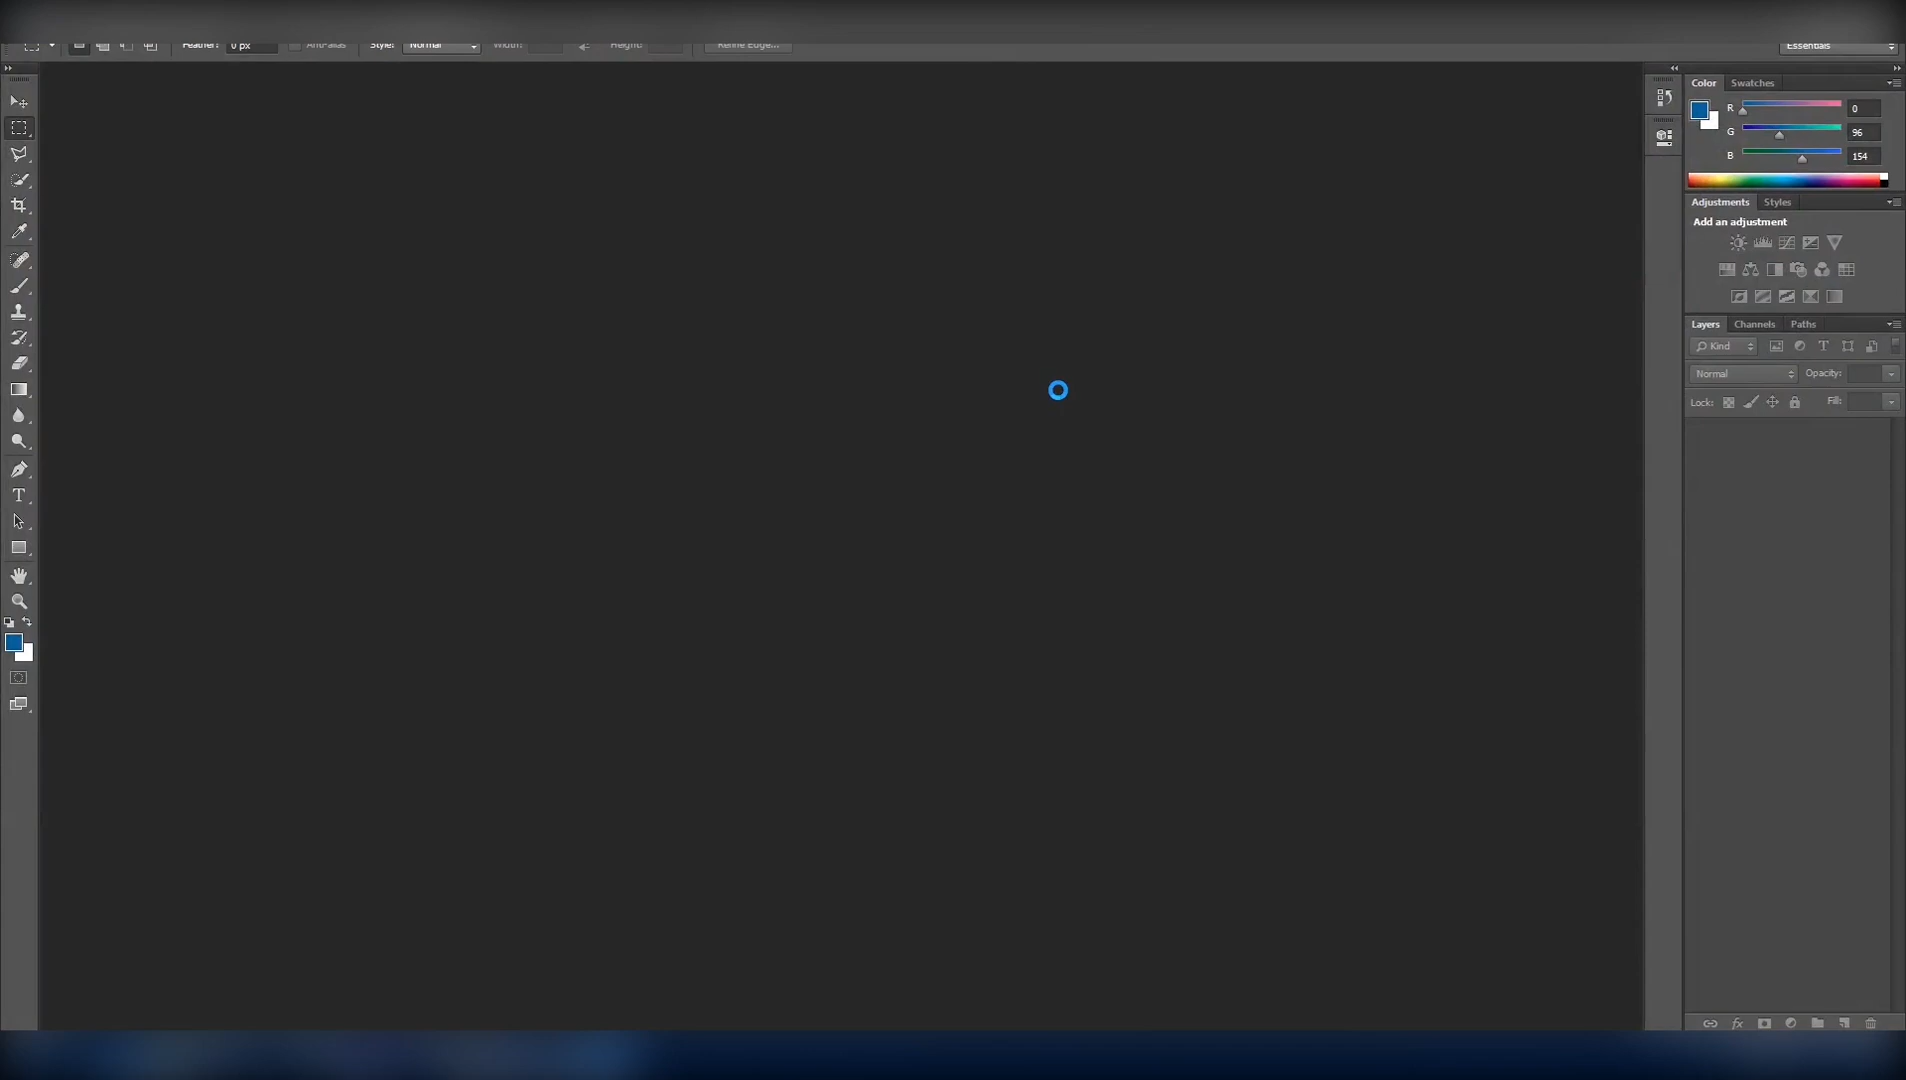 Feather: 0 px Anti-alias Style: Normal Width: Height: Refine Edge... Essentials
Color Swatches
R 0
G 96
B 154
Adjustments Styles
Add an adjustment
Layers Channels Paths
Kind
Normal Opacity:
Lock: Fill: